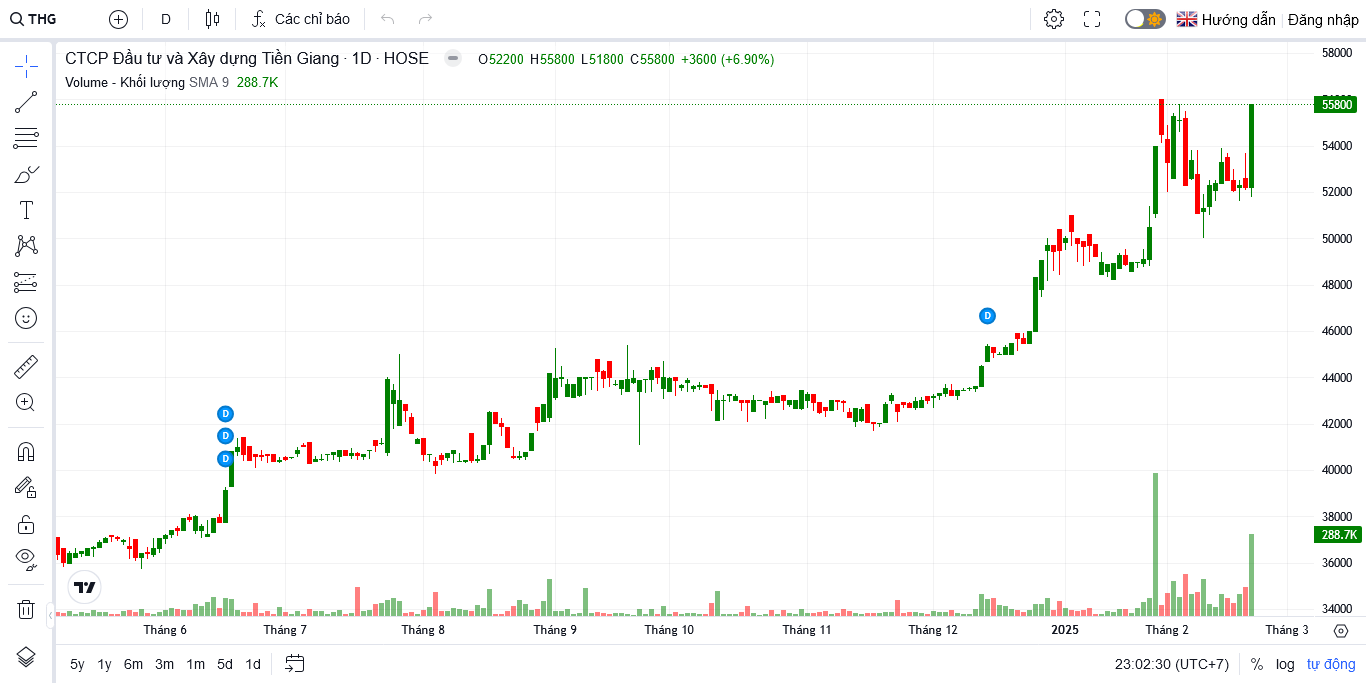 THG D Các chỉ báo Hướng dẫn Đăng nhập
CTCP Đầu tư và Xây dựng Tiền Giang · 1D · HOSE O52200 H55800 L51800 C55800 +3600 (+6.90%)
Volume - Khối lượng SMA 9 288.7K
58000
55800
54000
52000
50000
48000
46000
44000
42000
40000
38000
288.7K
36000
34000
D
D
D
D
Tháng 6 Tháng 7 Tháng 8 Tháng 9 Tháng 10 Tháng 11 Tháng 12 2025 Tháng 2 Tháng 3
5y 1y 6m 3m 1m 5d 1d 23:02:30 (UTC+7) % log tự động